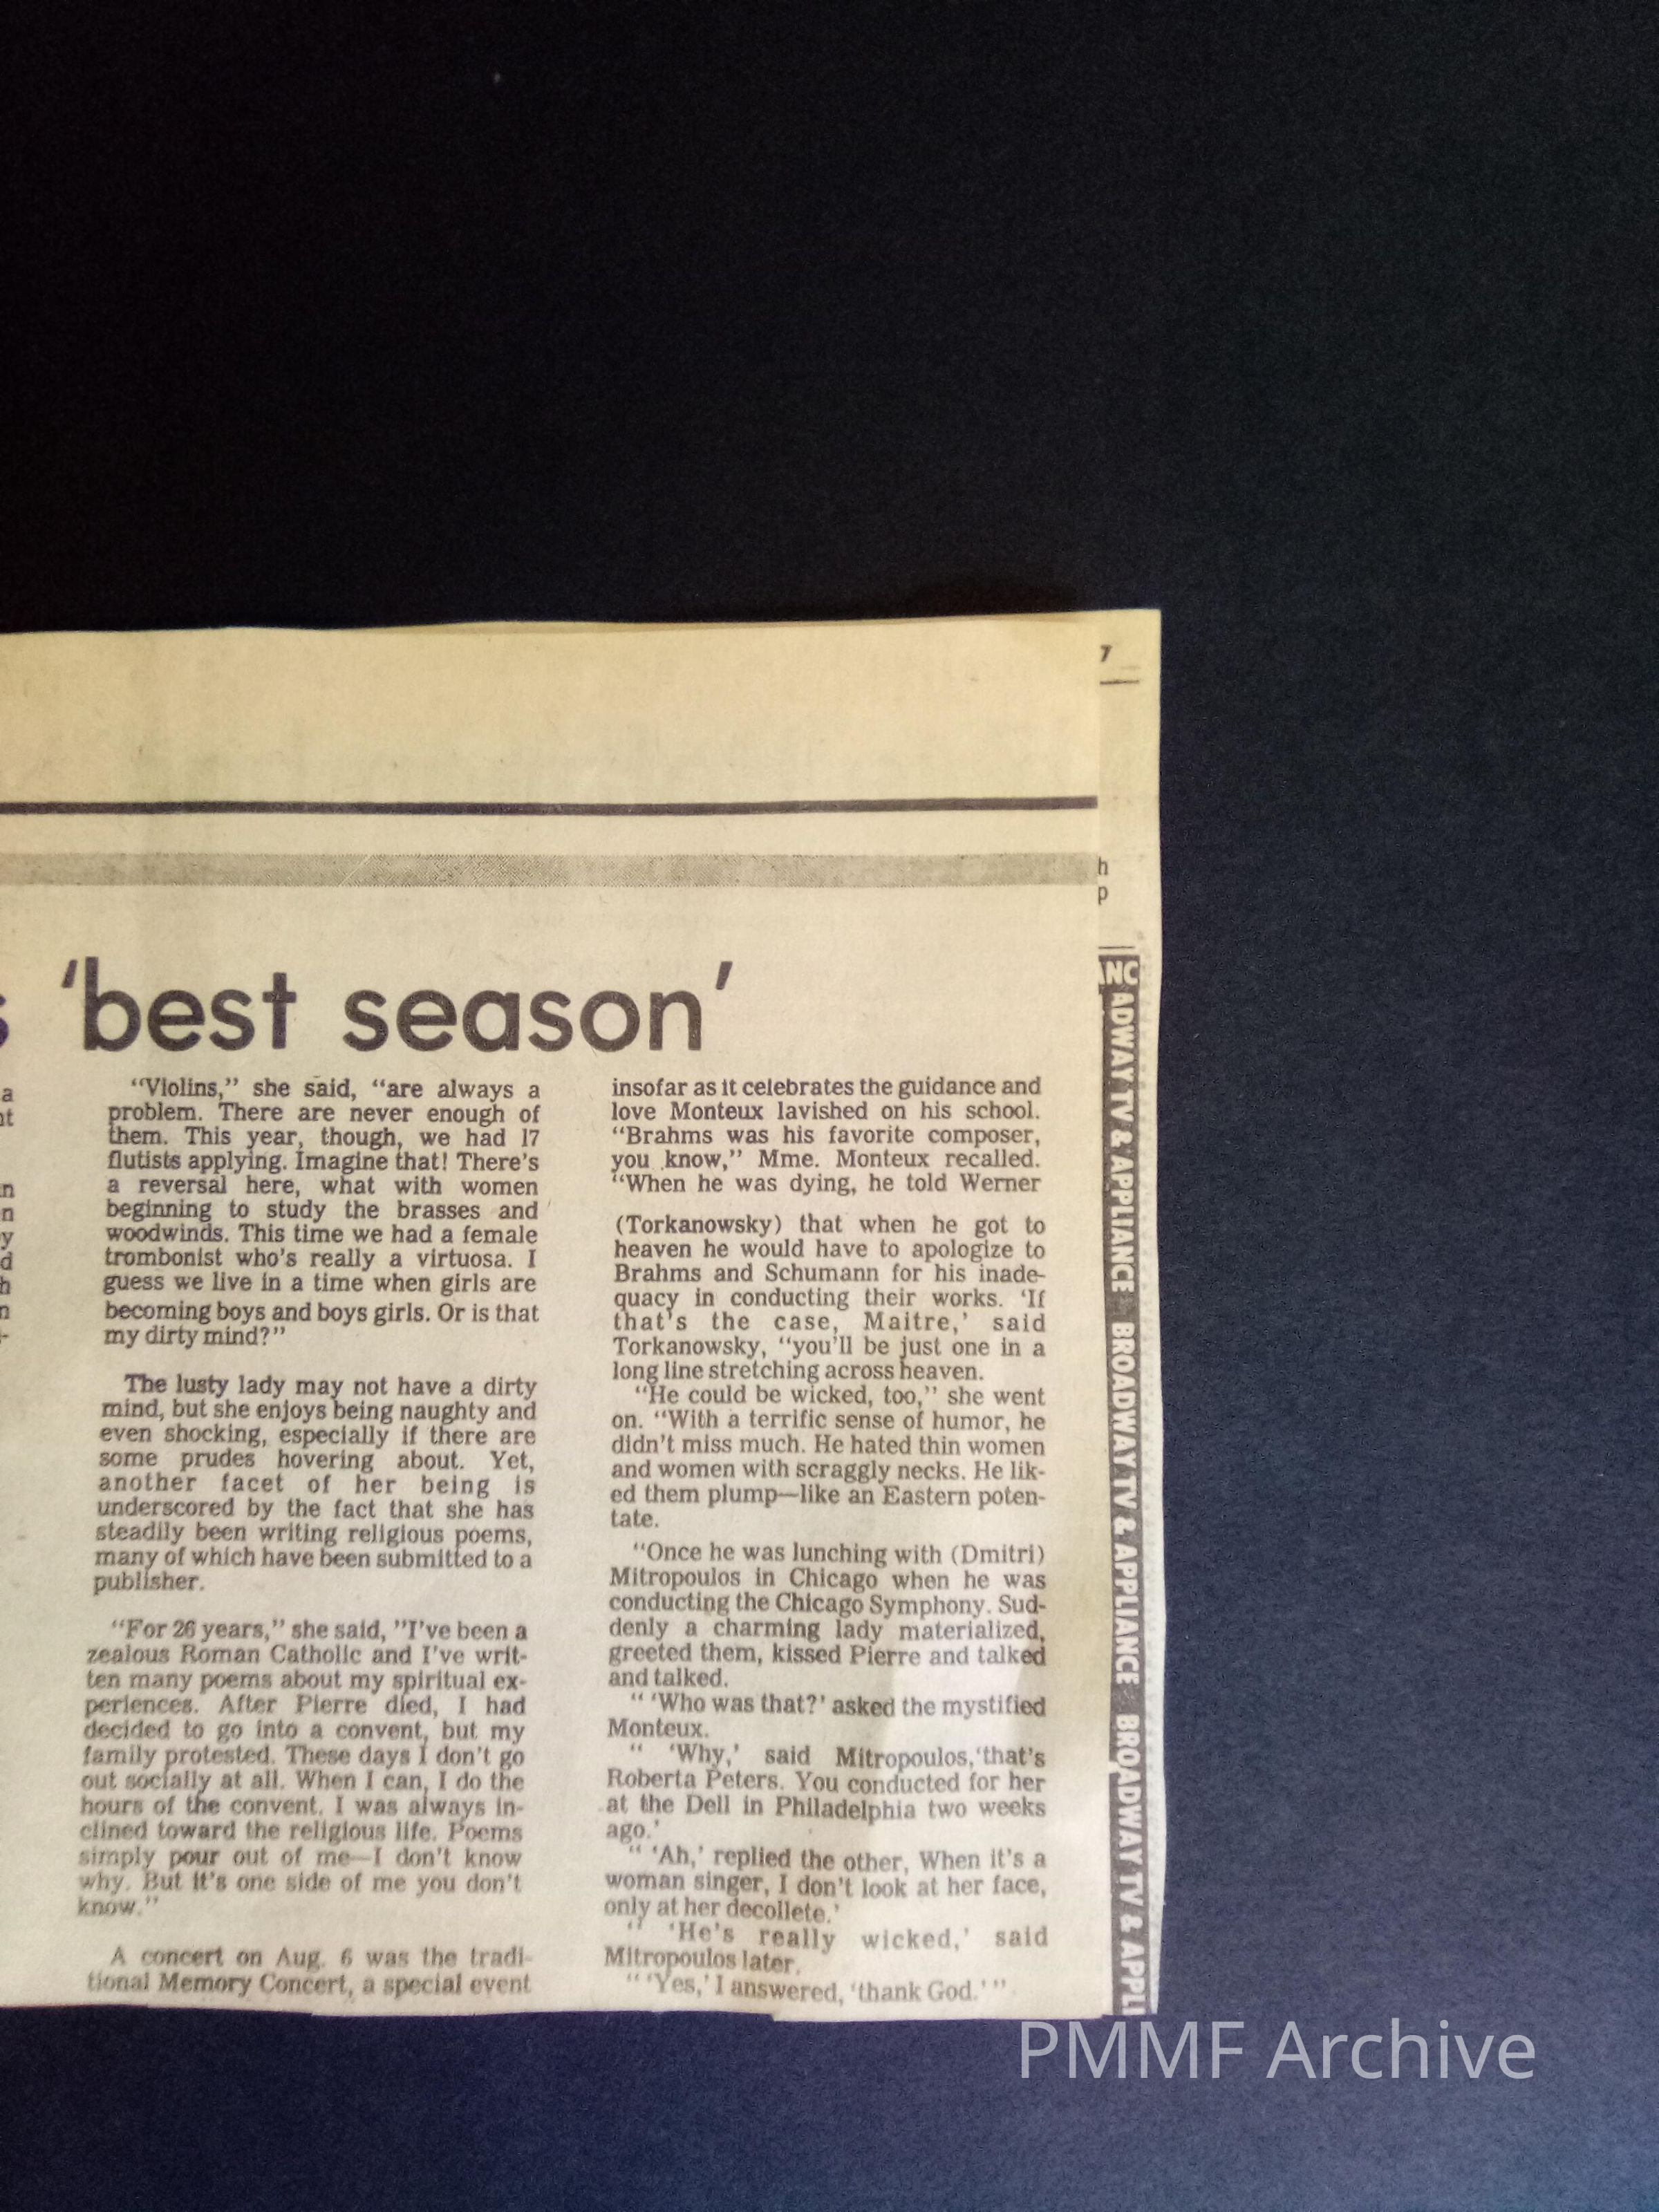 7
h
p
s 'best season'
a
nt
in
n
y
d
h
n
-
"Violins," she said, "are always a
problem. There are never enough of
them. This year, though, we had 17
flutists applying. Imagine that! There's
a reversal here, what with women
beginning to study the brasses and
woodwinds. This time we had a female
trombonist who's really a virtuosa. I
guess we live in a time when girls are
becoming boys and boys girls. Or is that
my dirty mind?"
The lusty lady may not have a dirty
mind, but she enjoys being naughty and
even shocking, especially if there are
some prudes hovering about. Yet,
another facet of her being is
underscored by the fact that she has
steadily been writing religious poems,
many of which have been submitted to a
publisher.
"For 26 years," she said, "I've been a
zealous Roman Catholic and I've writ-
ten many poems about my spiritual ex-
periences. After Pierre died, I had
decided to go into a convent, but my
family protested. These days I don't go
out socially at all. When I can, I do the
hours of the convent. I was always in-
clined toward the religious life. Poems
simply pour out of me—I don't know
why. But it's one side of me you don't
know."
A concert on Aug. 6 was the tradi-
tional Memory Concert, a special event
insofar as it celebrates the guidance and
love Monteux lavished on his school.
"Brahms was his favorite composer,
you know," Mme. Monteux recalled.
"When he was dying, he told Werner
(Torkanowsky) that when he got to
heaven he would have to apologize to
Brahms and Schumann for his inade-
quacy in conducting their works. 'If
that's the case, Maitre,' said
Torkanowsky, "you'll be just one in a
long line stretching across heaven.
"He could be wicked, too," she went
on. "With a terrific sense of humor, he
didn't miss much. He hated thin women
and women with scraggly necks. He lik-
ed them plump—like an Eastern poten-
tate.
"Once he was lunching with (Dmitri)
Mitropoulos in Chicago when he was
conducting the Chicago Symphony. Sud-
denly a charming lady materialized,
greeted them, kissed Pierre and talked
and talked.
" 'Who was that?' asked the mystified
Monteux.
" 'Why,' said Mitropoulos,'that's
Roberta Peters. You conducted for her
at the Dell in Philadelphia two weeks
ago.'
" 'Ah,' replied the other, When it's a
woman singer, I don't look at her face,
only at her decollete.'
" 'He's really wicked,' said
Mitropoulos later.
" 'Yes,' I answered, 'thank God.' "
NC ADWAY TV & APPLIANCE BROADWAY TV & APPLIANCE BROADWAY TV & APPLI
PMMF Archive